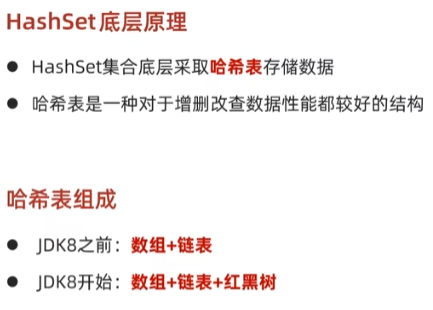 HashSet底层原理
● HashSet集合底层采取哈希表存储数据
● 哈希表是一种对于增删改查数据性能都较好的结构
哈希表组成
● JDK8之前：数组+链表
● JDK8开始：数组+链表+红黑树